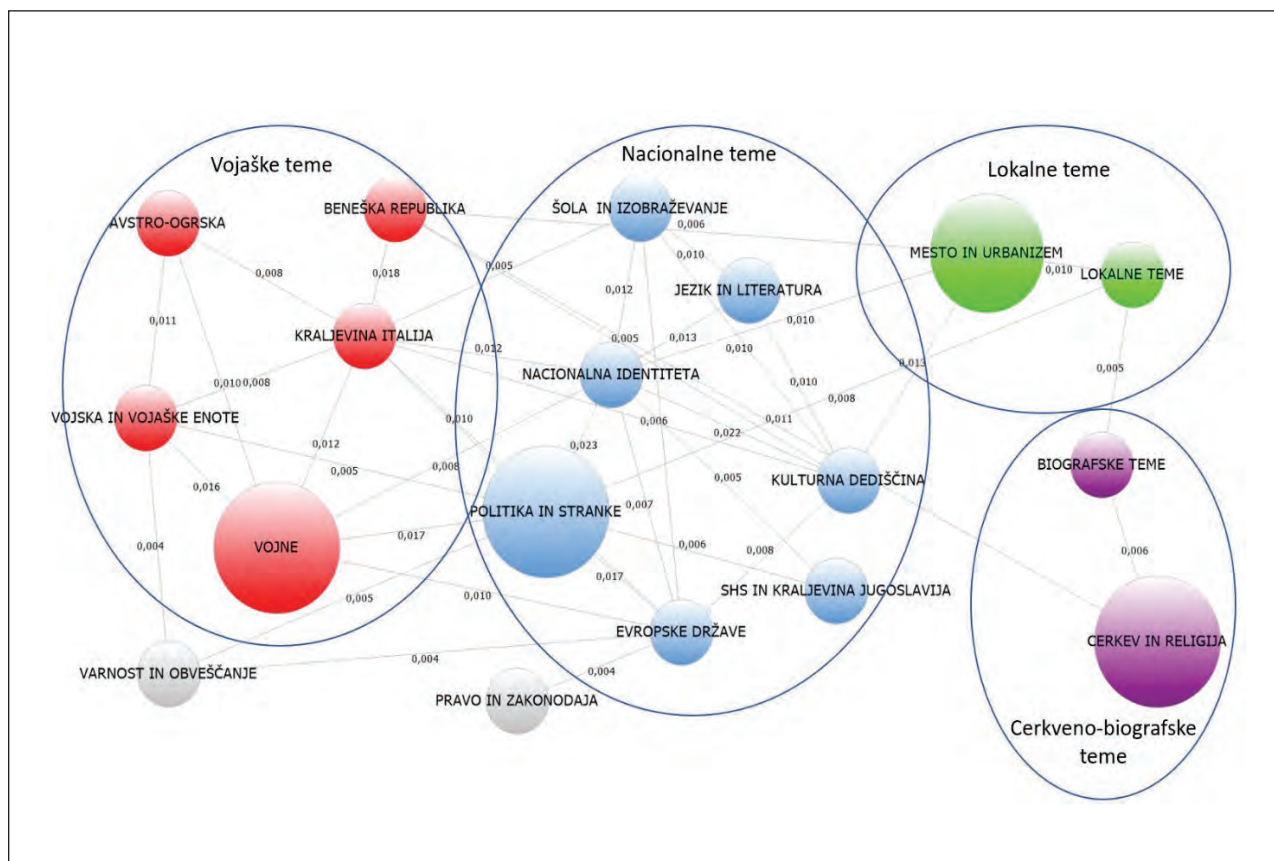 Vojaške teme
Nacionalne teme
Lokalne teme
BENEŠKA REPUBLIKA
ŠOLA IN IZOBRAŽEVANJE
AVSTRO-OGRSKA
0,006
MESTO IN URBANIZEM
0,010
0,010
LOKALNE TEME
0,008
0,018
0,005
0,012
JEZIK IN LITERATURA
0,011
KRALJEVINA ITALIJA
0,010
0,005
0,013
0,012
0,010
0,013
0,005
NACIONALNA IDENTITETA
0,010
0,008
0,010
0,008
VOJSKA IN VOJAŠKE ENOTE
0,010
0,006
0,011
0,022
0,012
0,023
BIOGRAFSKE TEME
0,008
0,005
0,005
KULTURNA DEDIŠČINA
0,016
0,007
POLITIKA IN STRANKE
0,017
VOJNE
0,004
0,006
0,008
0,006
0,017
SHS IN KRALJEVINA JUGOSLAVIJA
0,005
0,010
EVROPSKE DRŽAVE
CERKEV IN RELIGIJA
0,004
VARNOST IN OBVEŠČANJE
0,004
PRAVO IN ZAKONODAJA
Cerkveno-biografske
teme